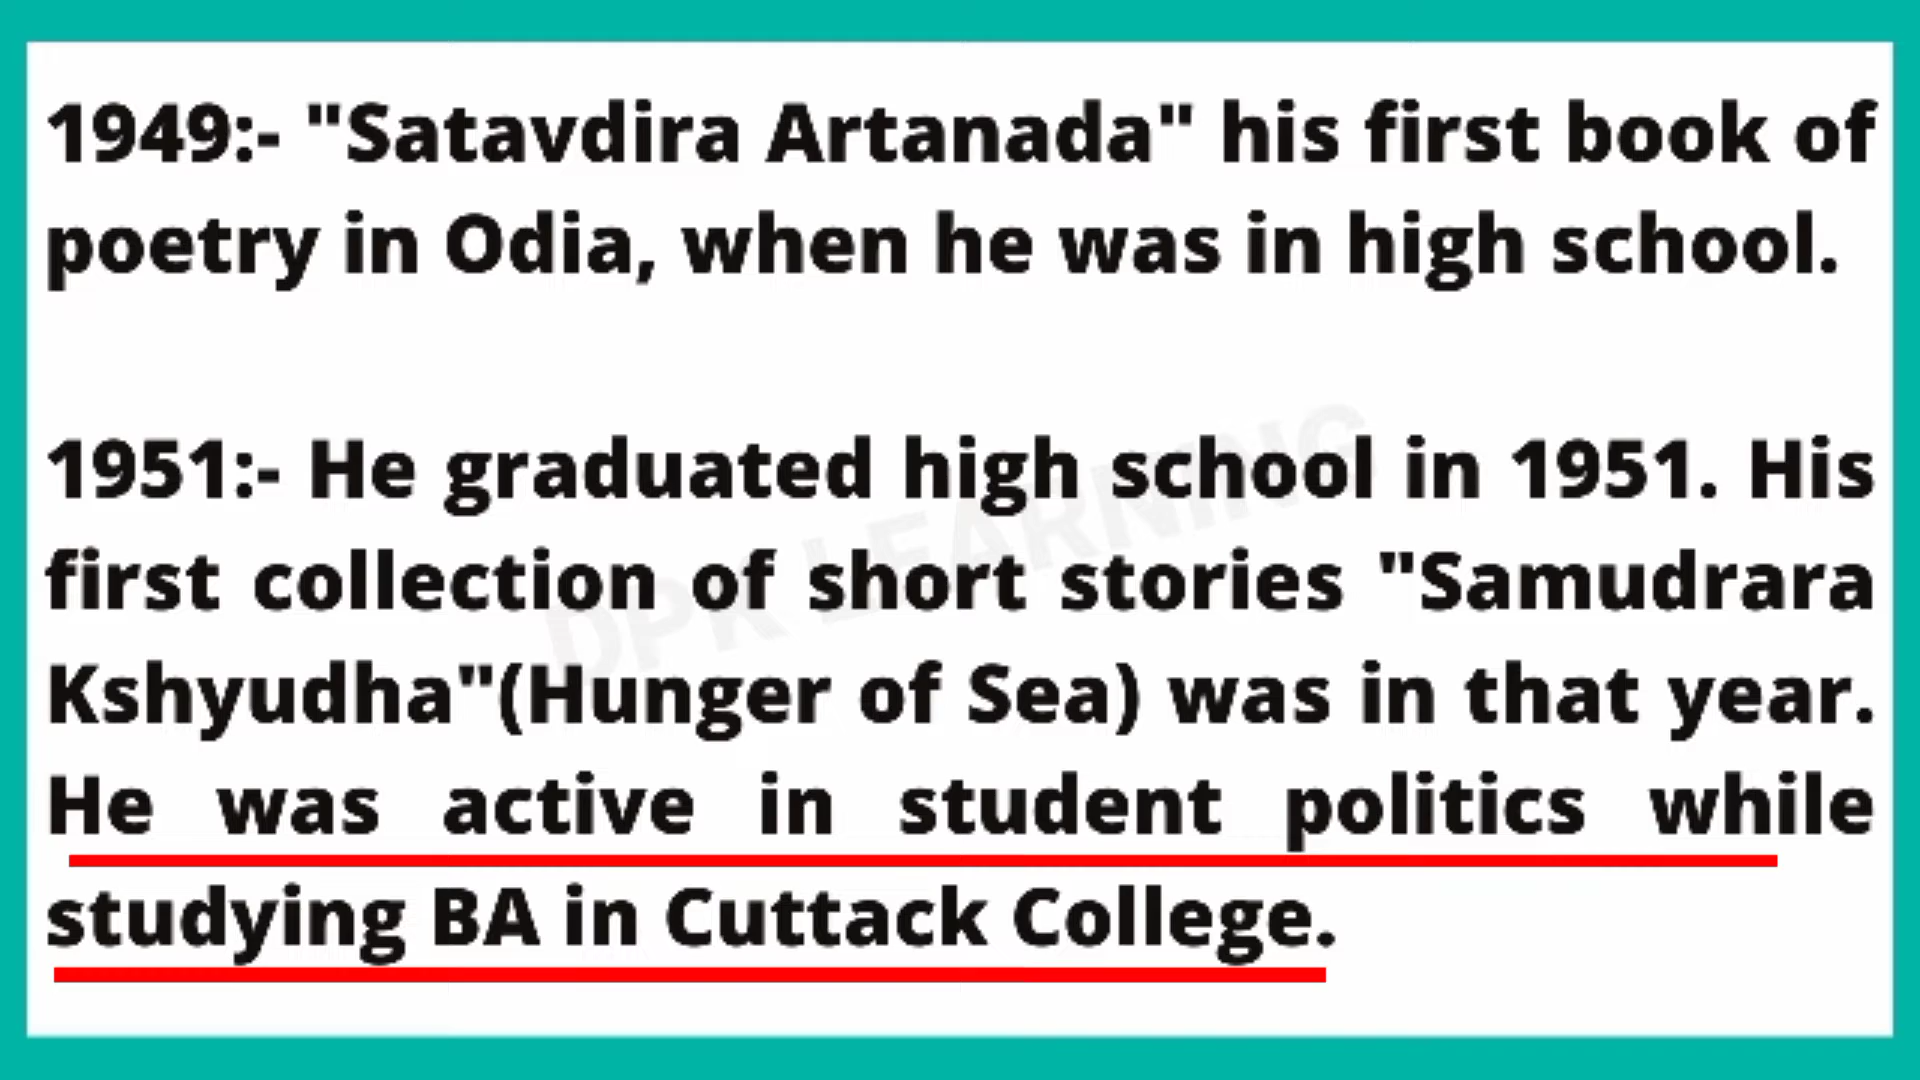 1949:- "Satavdira Artanada" his first book of
poetry in Odia, when he was in high school.
1951:- He graduated high school in 1951. His
first collection of short stories "Samudrara
Kshyudha"(Hunger of Sea) was in that year.
He was active in student politics while
studying BA in Cuttack College.
DPK LEARNING